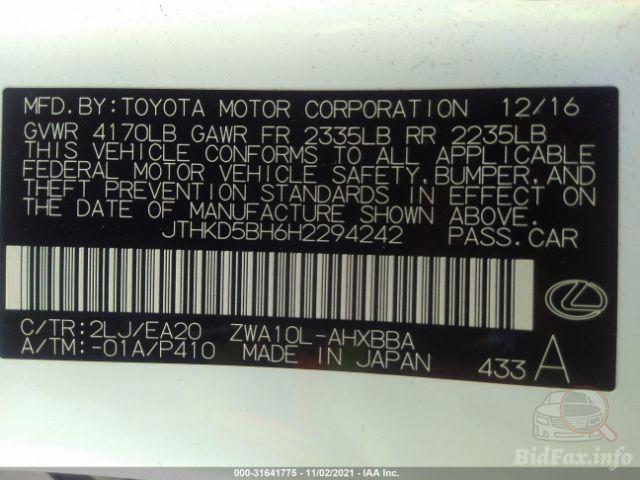 MFD. BY: TOYOTA MOTOR CORPORATION 12/16
GVWR 4170LB GAWR FR 2335LB RR 2235LB
THIS VEHICLE CONFORMS TO ALL APPLICABLE
FEDERAL MOTOR VEHICLE SAFETY, BUMPER, AND
THEFT PREVENTION STANDARDS IN EFFECT ON
THE DATE OF MANUFACTURE SHOWN ABOVE.
JTHKD5BH6H2294242 PASS. CAR
C/TR: 2LJ/EA20 ZWA10L-AHXBBA
A/TM: -01A/P410 MADE IN JAPAN 433 A
BidFax.info
000-31641775 - 11/02/2021 - IAA Inc.